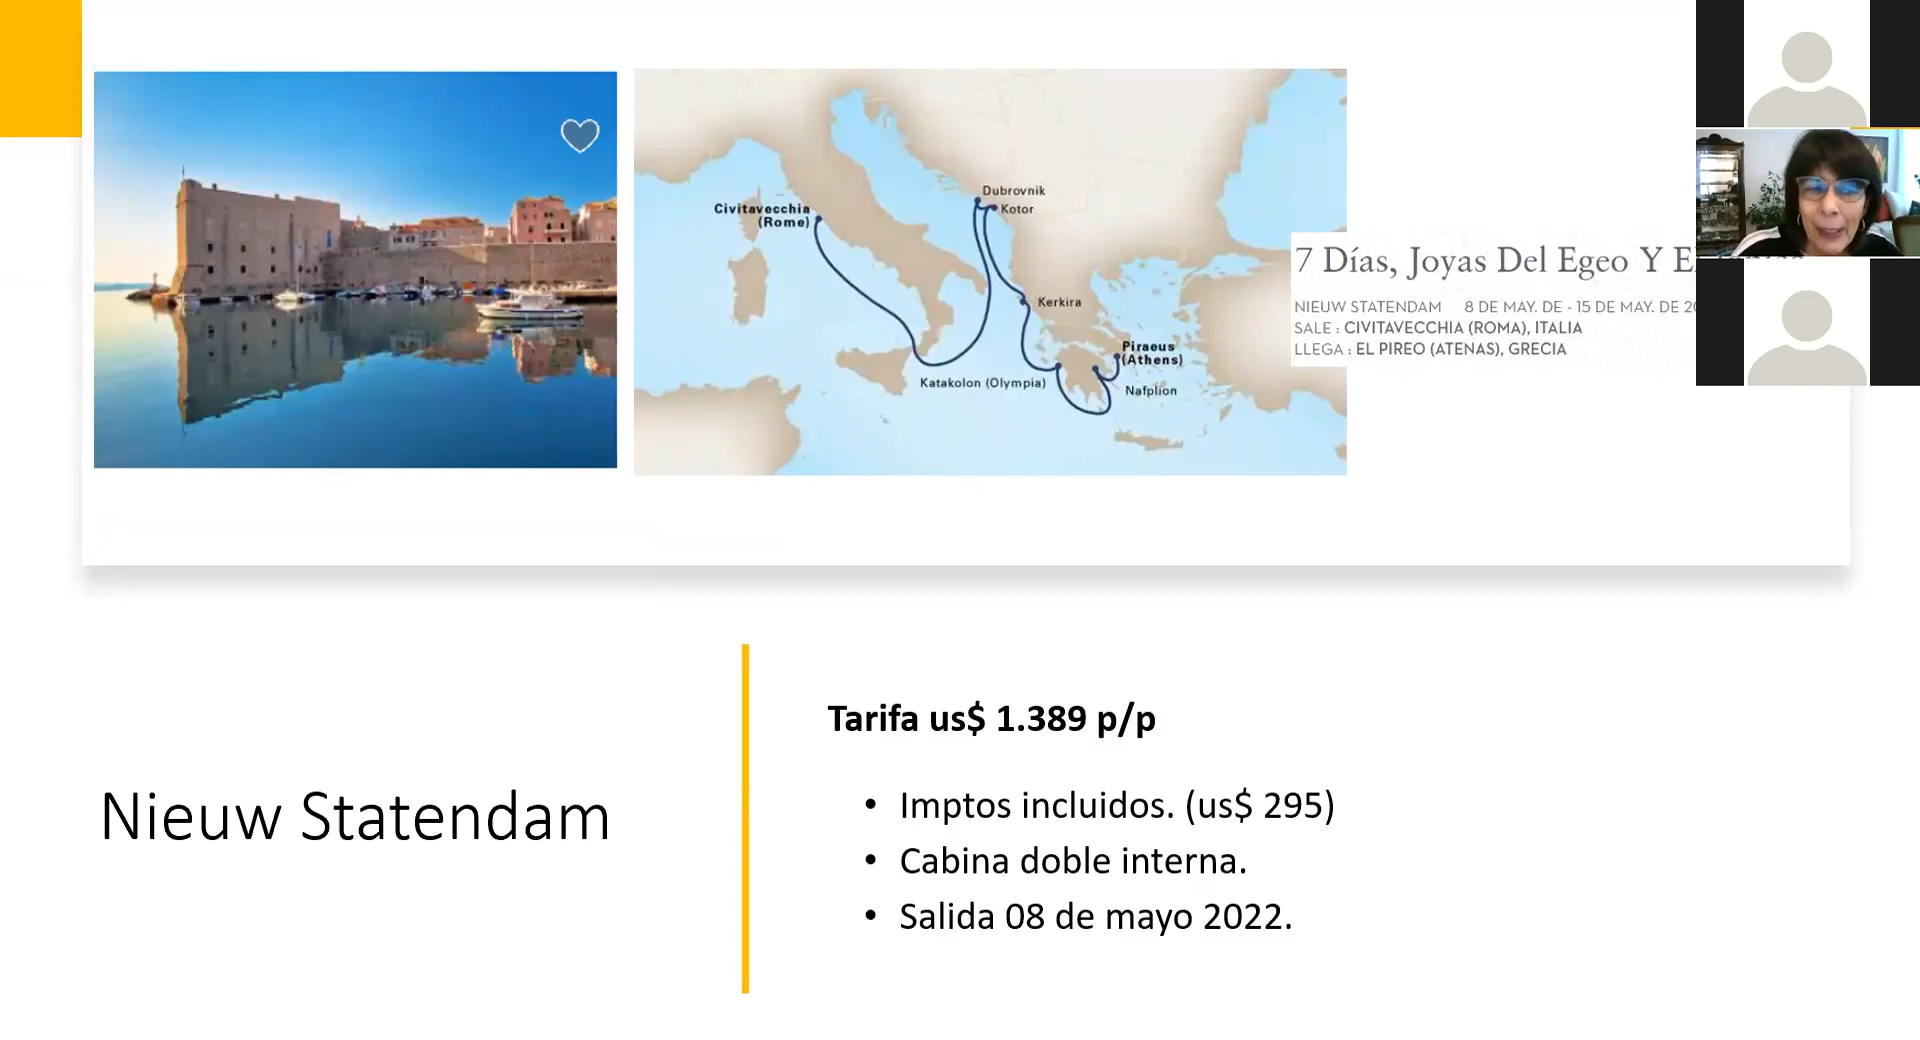 Dubrovnik
Civitavecchia
(Rome)
Kotor
Kerkira
Piraeus
(Athens)
Katakolon (Olympia)
Nafplion
7 Días, Joyas Del Egeo Y
NIEUW STATENDAM 8 DE MAY. DE - 15 DE MAY. DE
SALE : CIVITAVECCHIA (ROMA), ITALIA
LLEGA : EL PIREO (ATENAS), GRECIA
Nieuw Statendam
Tarifa us$ 1.389 p/p
• Imptos incluidos. (us$ 295)
• Cabina doble interna.
• Salida 08 de mayo 2022.